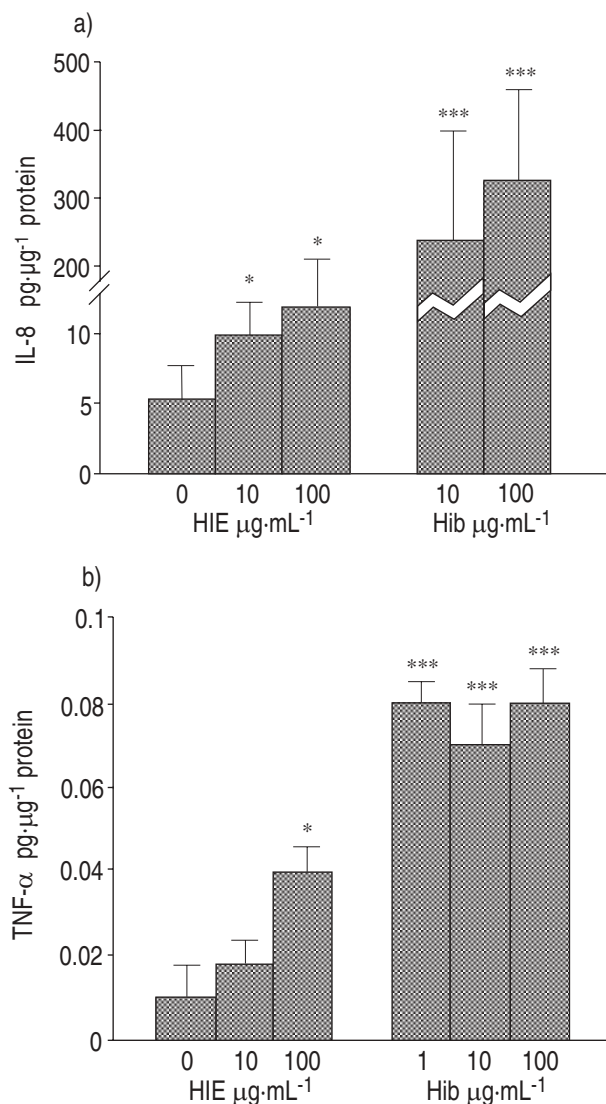 a)
500
400
300
200
10
5
0
IL-8 pg·µg⁻¹ protein
*
*
***
***
0 10 100 10 100
HIE µg·mL⁻¹ Hib µg·mL⁻¹
b)
0.1
0.08
0.06
0.04
0.02
0
TNF-α pg·µg⁻¹ protein
*
***
***
***
0 10 100 1 10 100
HIE µg·mL⁻¹ Hib µg·mL⁻¹